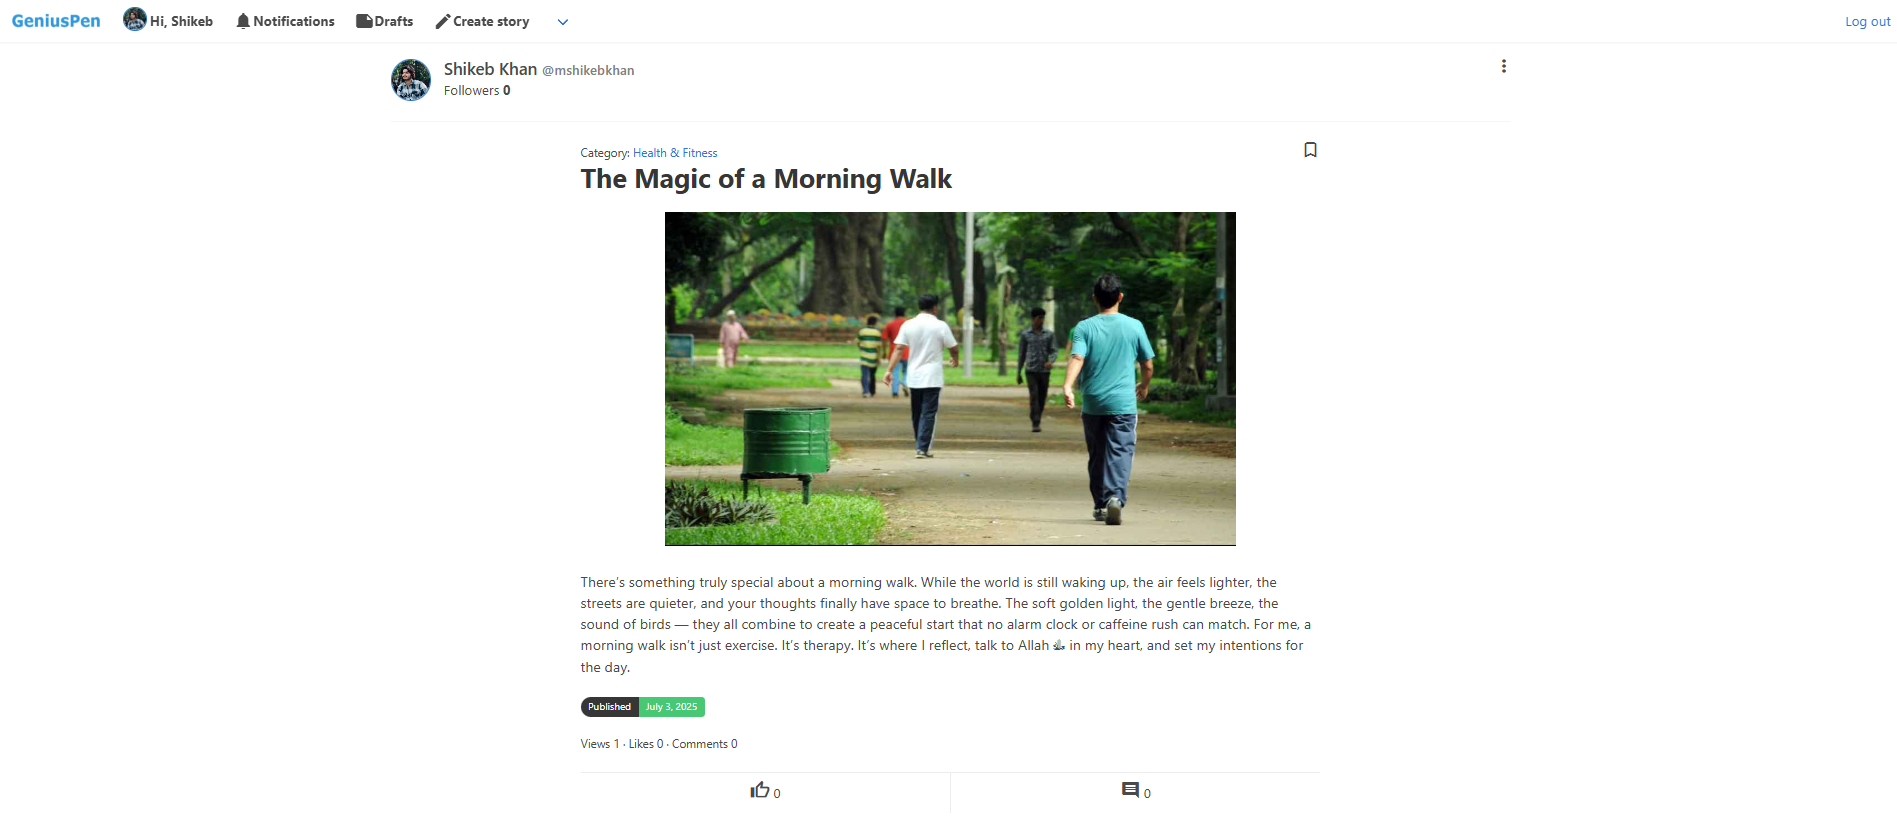 GeniusPen Hi, Shikeb Notifications Drafts Create story Log out
Shikeb Khan @mshikebkhan
Followers 0
Category: Health & Fitness
The Magic of a Morning Walk
There's something truly special about a morning walk. While the world is still waking up, the air feels lighter, the
streets are quieter, and your thoughts finally have space to breathe. The soft golden light, the gentle breeze, the
sound of birds — they all combine to create a peaceful start that no alarm clock or caffeine rush can match. For me, a
morning walk isn't just exercise. It's therapy. It's where I reflect, talk to Allah in my heart, and set my intentions for
the day.
Published July 3, 2025
Views 1 · Likes 0 · Comments 0
0 0